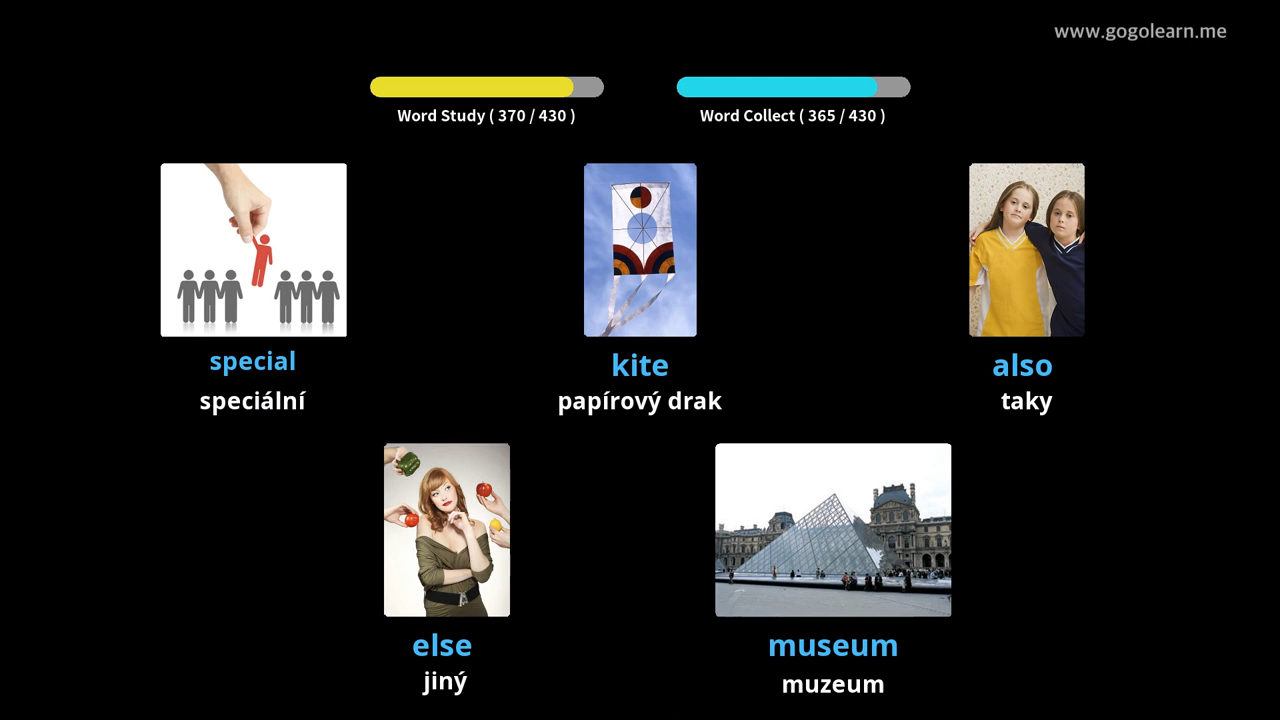 www.gogolearn.me
Word Study ( 370 / 430 )
Word Collect ( 365 / 430 )
special
speciální
kite
papírový drak
also
taky
else
jiný
museum
muzeum